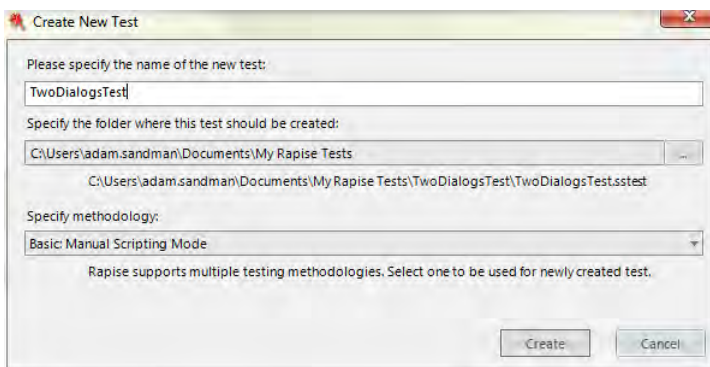 Create New Test
Please specify the name of the new test:
TwoDialogsTest
Specify the folder where this test should be created:
C:\Users\adam.sandman\Documents\My Rapise Tests
...
C:\Users\adam.sandman\Documents\My Rapise Tests\TwoDialogsTest\TwoDialogsTest.sstest
Specify methodology:
Basic: Manual Scripting Mode
Rapise supports multiple testing methodologies. Select one to be used for newly created test.
Create Cancel